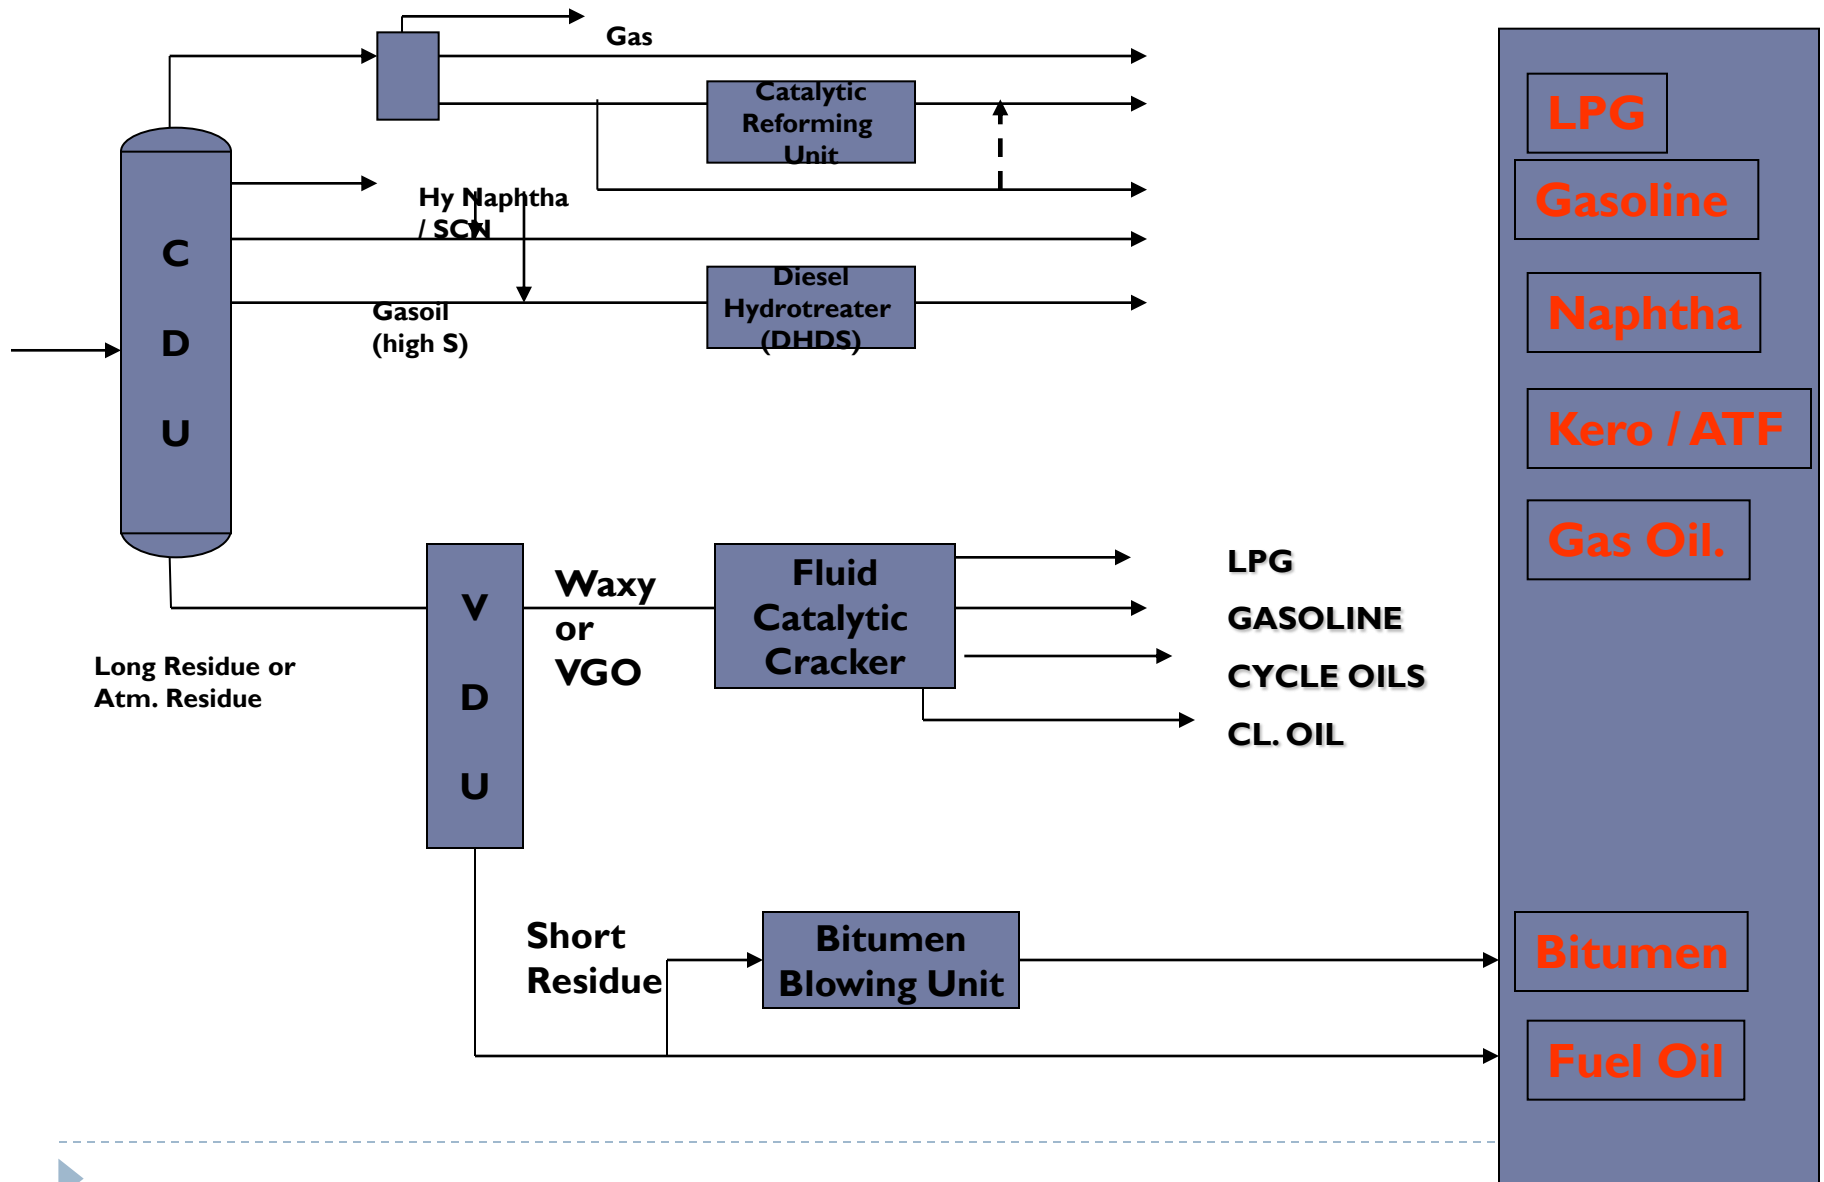 Gas
Catalytic
Reforming
Unit
Hy Naphtha
/ SCN
C
D
U
Gasoil
(high S)
Diesel
Hydrotreater
(DHDS)
Long Residue or
Atm. Residue
V
D
U
Waxy
or
VGO
Fluid
Catalytic
Cracker
LPG
GASOLINE
CYCLE OILS
CL. OIL
Short
Residue
Bitumen
Blowing Unit
LPG
Gasoline
Naphtha
Kero / ATF
Gas Oil.
Bitumen
Fuel Oil